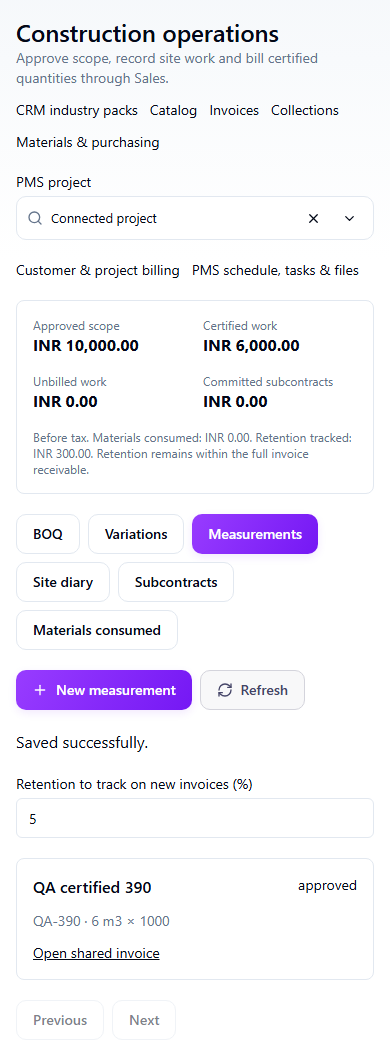 Construction operations
Approve scope, record site work and bill certified
quantities through Sales.
CRM industry packs Catalog Invoices Collections
Materials & purchasing
PMS project
Connected project
Customer & project billing PMS schedule, tasks & files
Approved scope Certified work
INR 10,000.00 INR 6,000.00
Unbilled work Committed subcontracts
INR 0.00 INR 0.00
Before tax. Materials consumed: INR 0.00. Retention tracked:
INR 300.00. Retention remains within the full invoice
receivable.
BOQ Variations Measurements
Site diary Subcontracts
Materials consumed
New measurement Refresh
Saved successfully.
Retention to track on new invoices (%)
5
QA certified 390 approved
QA-390 · 6 m3 × 1000
Open shared invoice
Previous Next